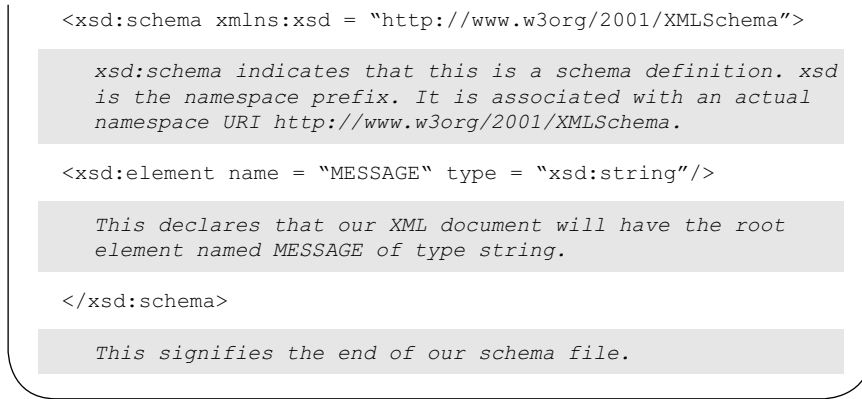 <xsd:schema xmlns:xsd = “http://www.w3org/2001/XMLSchema”>
xsd:schema indicates that this is a schema definition. xsd
is the namespace prefix. It is associated with an actual
namespace URI http://www.w3org/2001/XMLSchema.
<xsd:element name = “MESSAGE“ type = “xsd:string”/>
This declares that our XML document will have the root
element named MESSAGE of type string.
</xsd:schema>
This signifies the end of our schema file.